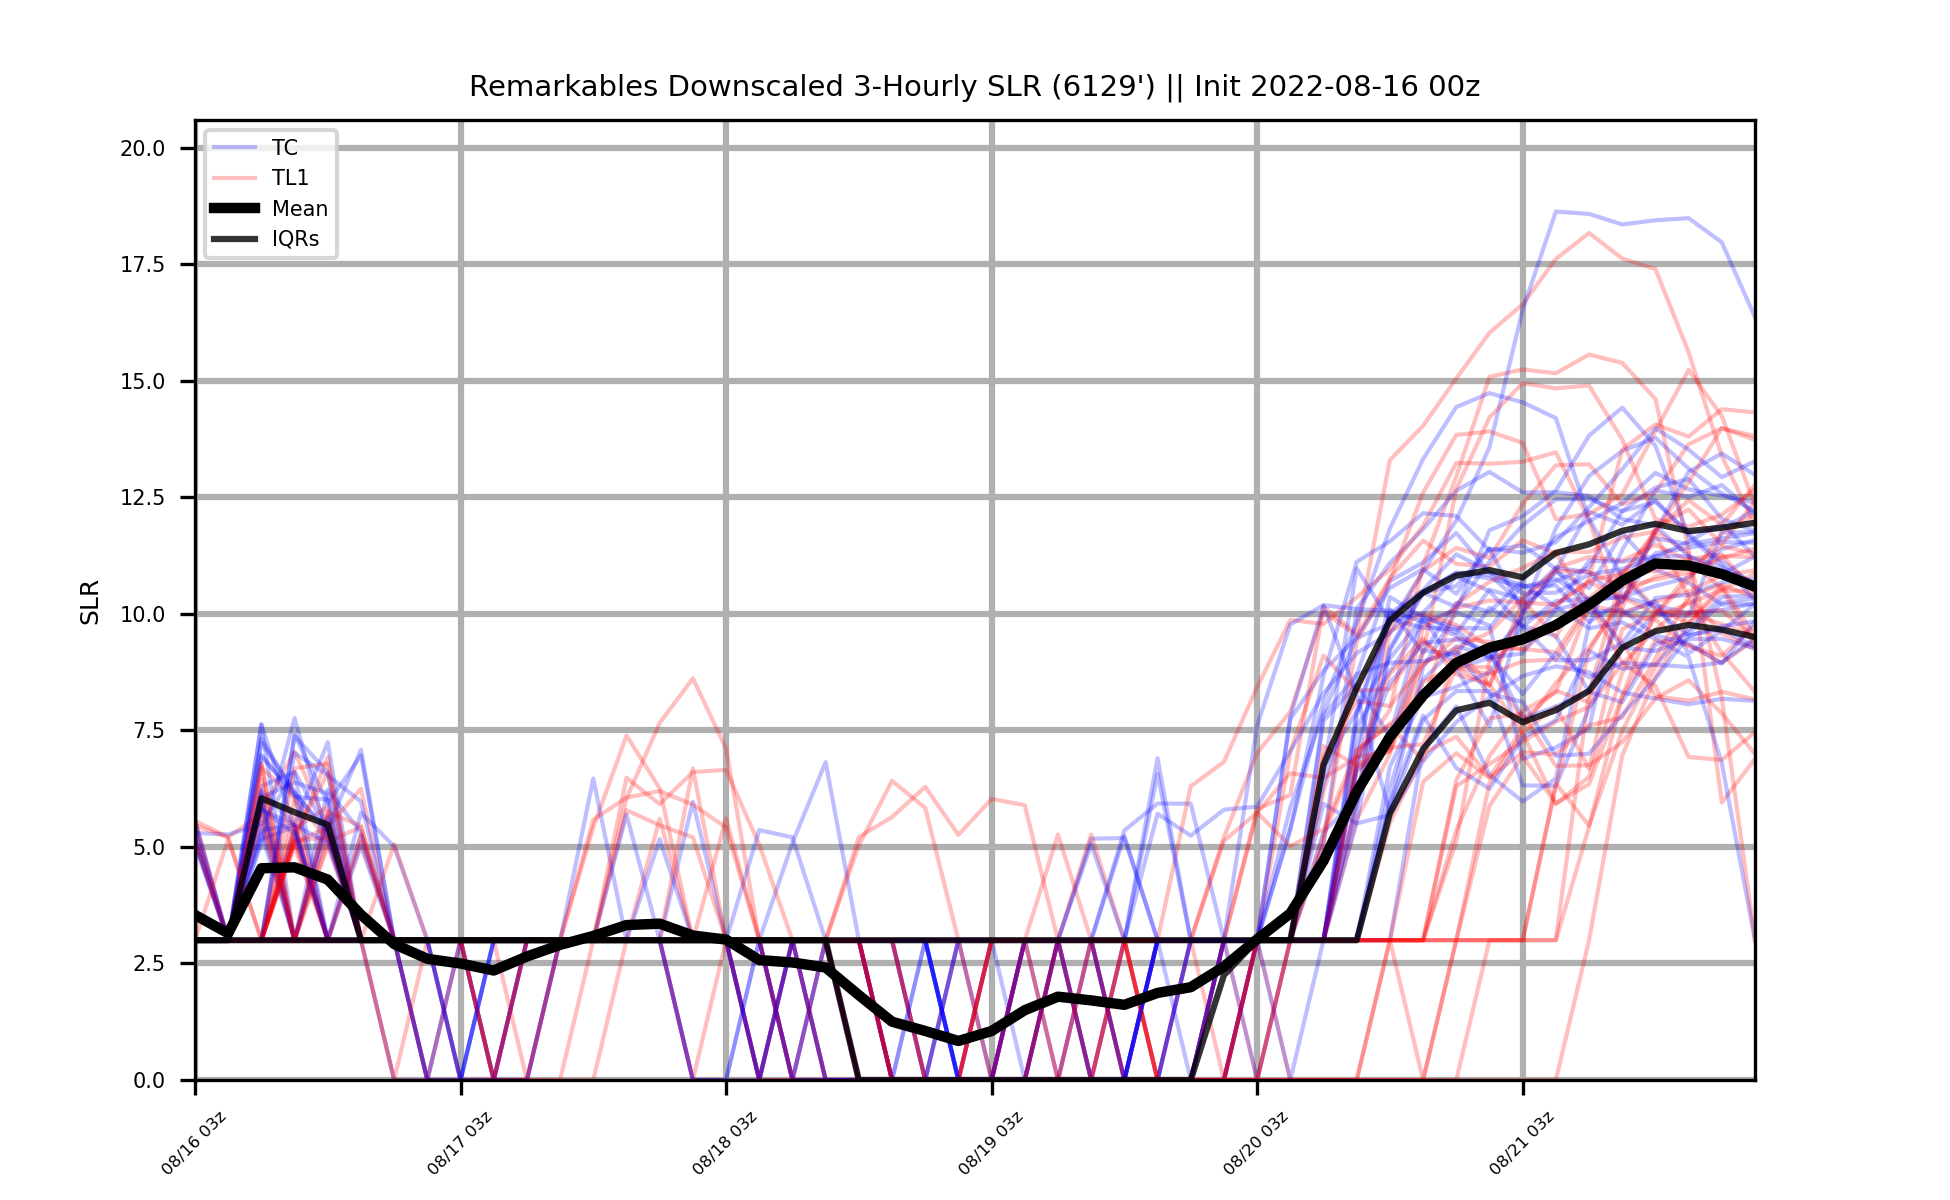 Remarkables Downscaled 3-Hourly SLR (6129') || Init 2022-08-16 00z
TC
TL1
Mean
IQRs
20.0
17.5
15.0
12.5
10.0
7.5
5.0
2.5
0.0
SLR
08/16 03z
08/17 03z
08/18 03z
08/19 03z
08/20 03z
08/21 03z